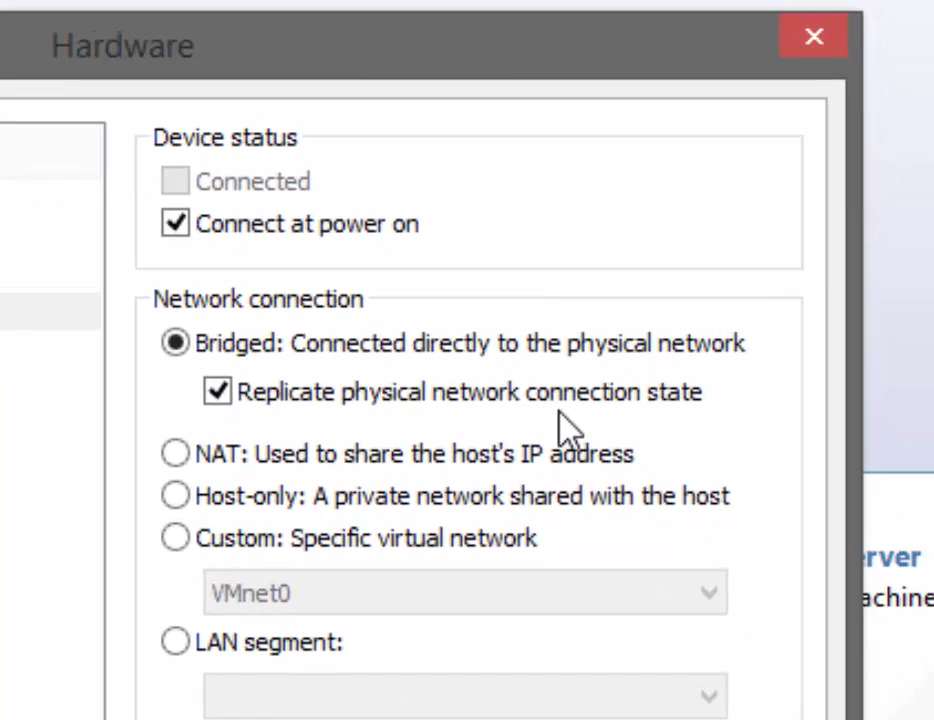 Hardware
Device status
Connected
Connect at power on
Network connection
Bridged: Connected directly to the physical network
Replicate physical network connection state
NAT: Used to share the host's IP address
Host-only: A private network shared with the host
Custom: Specific virtual network
erver
achine
VMnet0
LAN segment: